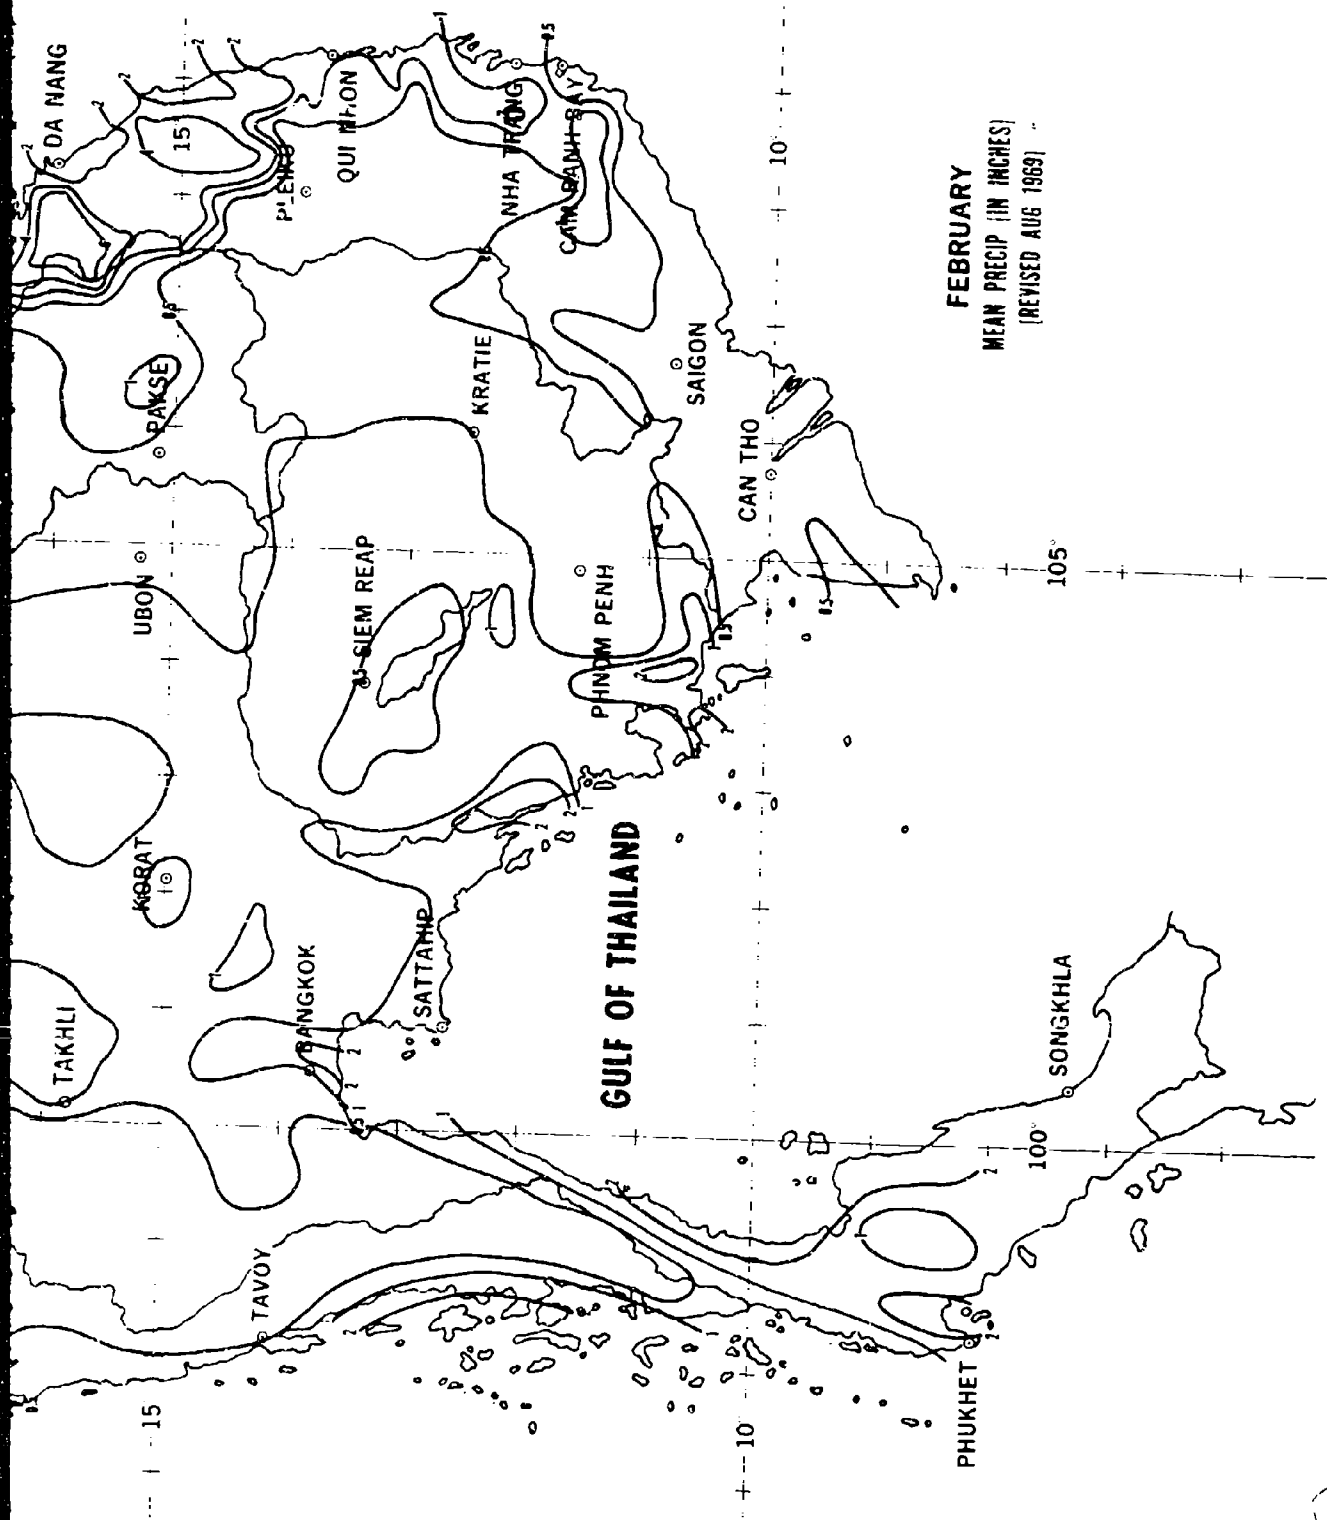 FEBRUARY
MEAN PRECIP (IN INCHES)
(REVISED AUG 1969)
DA NANG
15°
PLEIKU
QUI NHON
NHA TRANG
CAM RANH BAY
10°
PAKSE
KRATIE
SAIGON
CAN THO
UBON
SIEM REAP
PHNOM PENH
105°
KORAT
TAKHLI
BANGKOK
SATTAHIP
GULF OF THAILAND
SONGKHLA
100°
TAVOY
PHUKHET
15
10